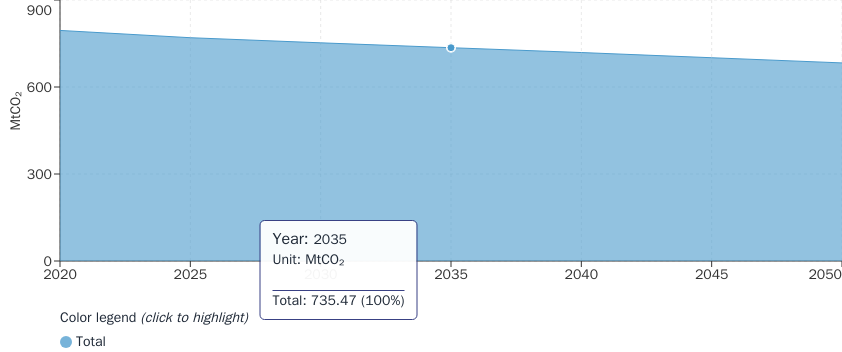 900
600
300
0
MtCO₂
2020 2025 2030 2035 2040 2045 2050
Year: 2035
Unit: MtCO₂
Total: 735.47 (100%)
Color legend (click to highlight)
Total